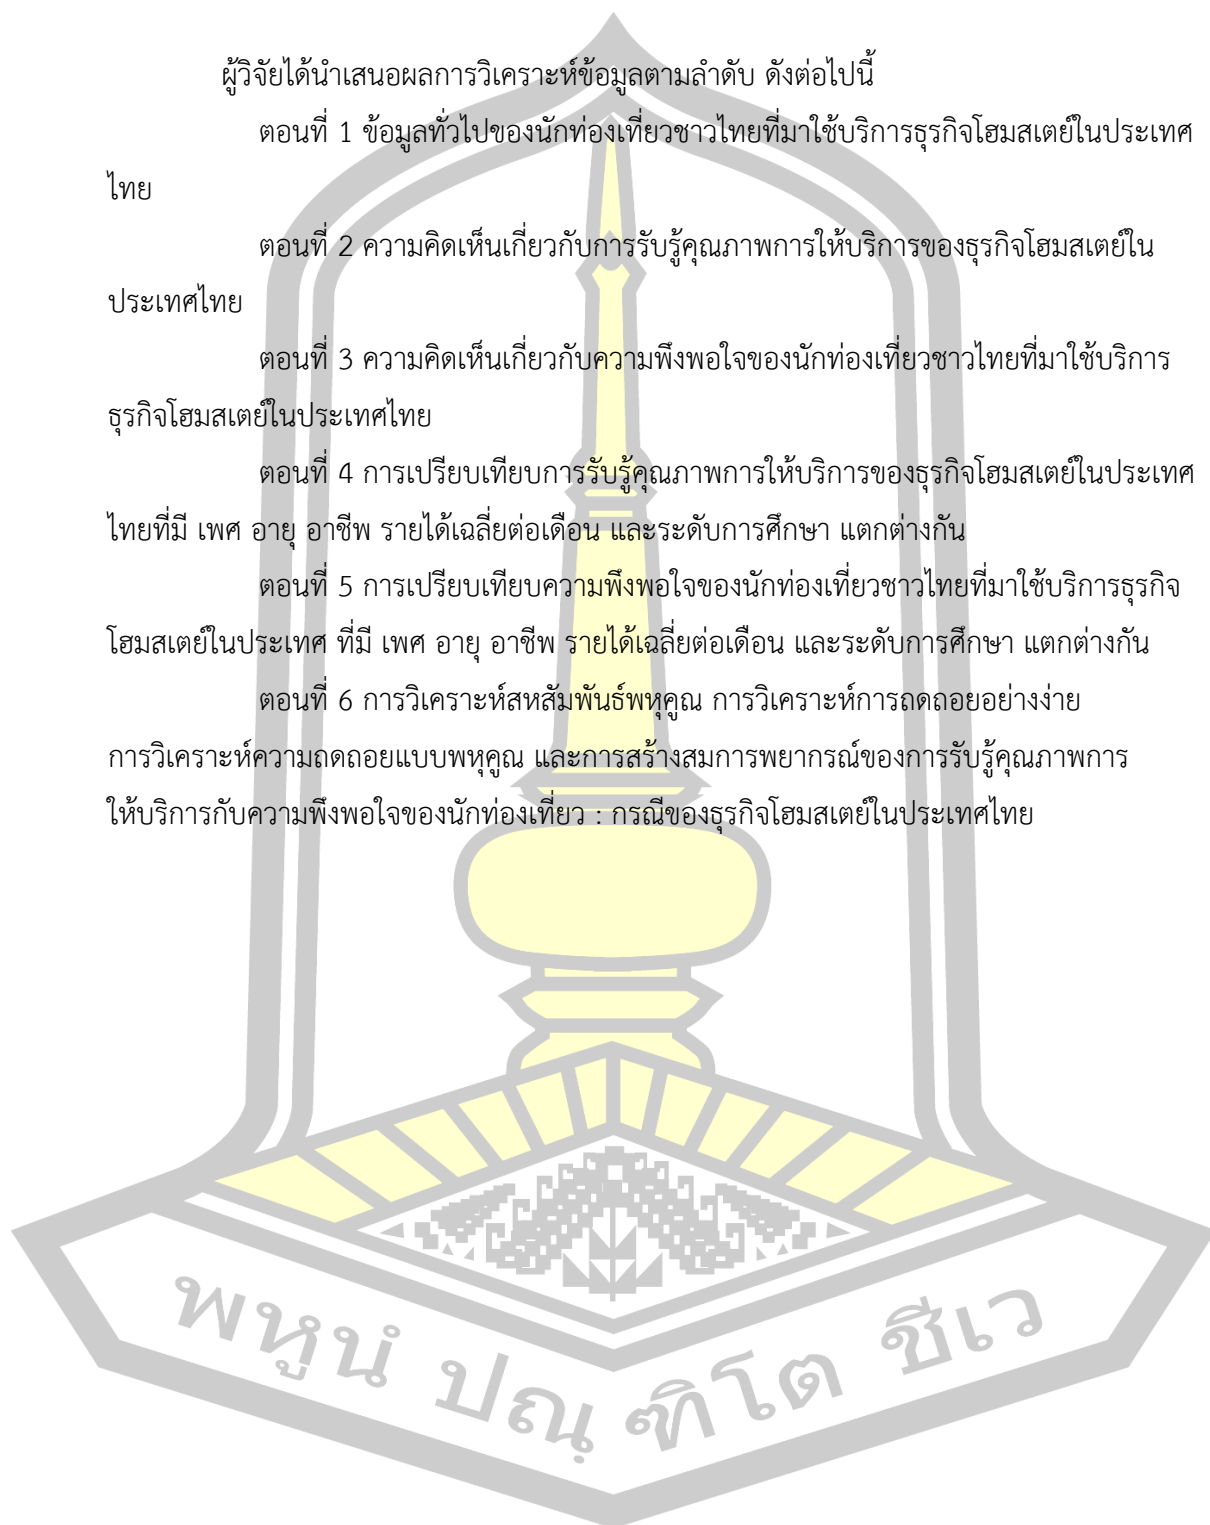 ผู้วิจัยได้นำเสนอผลการวิเคราะห์ข้อมูลตามลำดับ ดังต่อไปนี้
ตอนที่ 1 ข้อมูลทั่วไปของนักท่องเที่ยวชาวไทยที่มาใช้บริการธุรกิจโฮมสเตย์ในประเทศ
ไทย
ตอนที่ 2 ความคิดเห็นเกี่ยวกับการรับรู้คุณภาพการให้บริการของธุรกิจโฮมสเตย์ใน
ประเทศไทย
ตอนที่ 3 ความคิดเห็นเกี่ยวกับความพึงพอใจของนักท่องเที่ยวชาวไทยที่มาใช้บริการ
ธุรกิจโฮมสเตย์ในประเทศไทย
ตอนที่ 4 การเปรียบเทียบการรับรู้คุณภาพการให้บริการของธุรกิจโฮมสเตย์ในประเทศ
ไทยที่มี เพศ อายุ อาชีพ รายได้เฉลี่ยต่อเดือน และระดับการศึกษา แตกต่างกัน
ตอนที่ 5 การเปรียบเทียบความพึงพอใจของนักท่องเที่ยวชาวไทยที่มาใช้บริการธุรกิจ
โฮมสเตย์ในประเทศ ที่มี เพศ อายุ อาชีพ รายได้เฉลี่ยต่อเดือน และระดับการศึกษา แตกต่างกัน
ตอนที่ 6 การวิเคราะห์สหสัมพันธ์พหุคูณ การวิเคราะห์การถดถอยอย่างง่าย
การวิเคราะห์ความถดถอยแบบพหุคูณ และการสร้างสมการพยากรณ์ของการรับรู้คุณภาพการ
ให้บริการกับความพึงพอใจของนักท่องเที่ยว : กรณีของธุรกิจโฮมสเตย์ในประเทศไทย
พหูนํ ปณฺ ฑิโต ชีเว